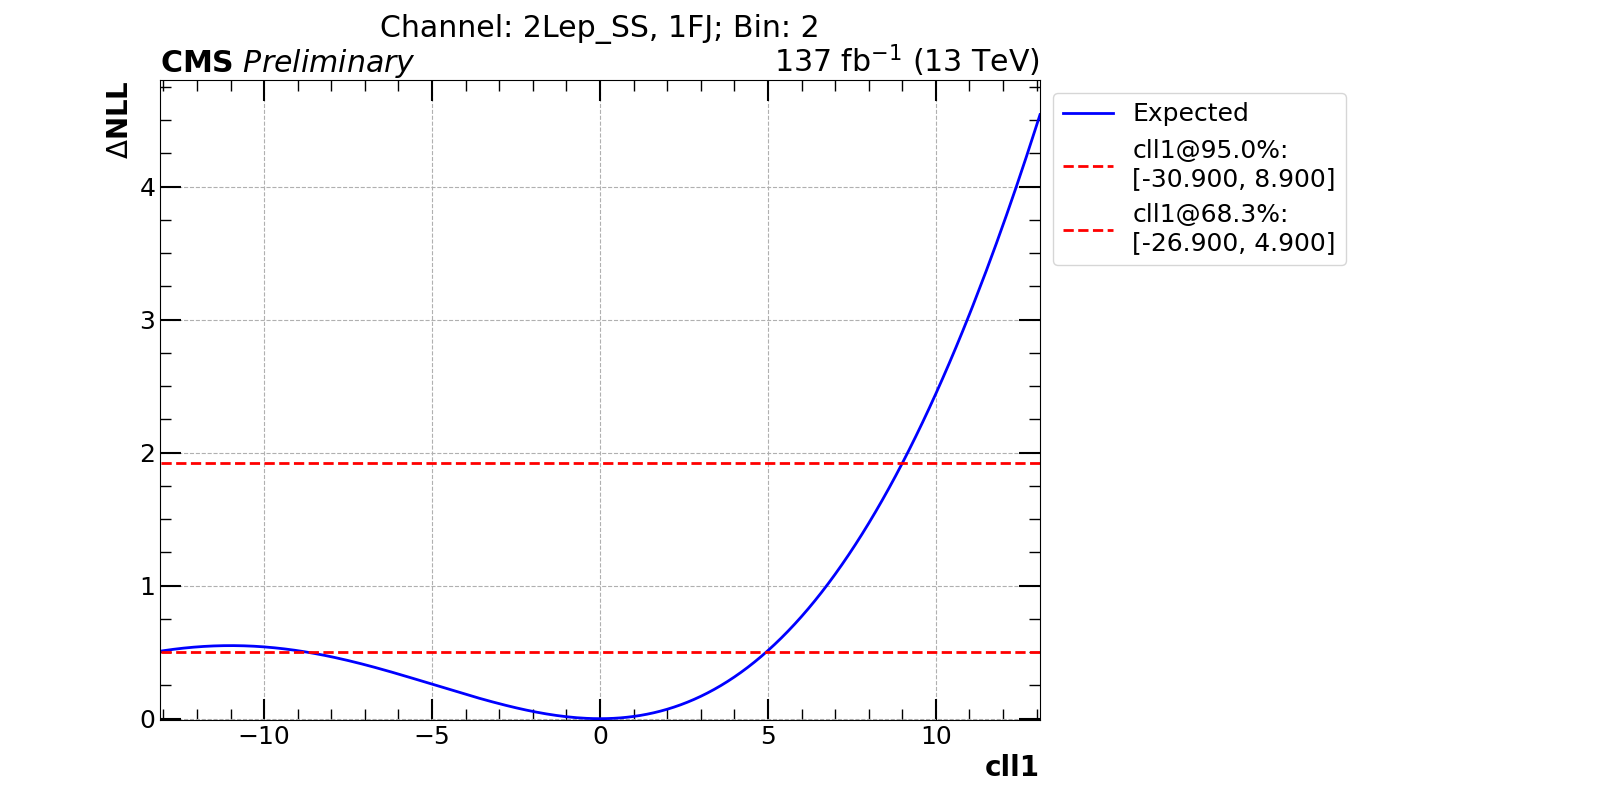 Channel: 2Lep_SS, 1FJ; Bin: 2
CMS Preliminary
137 fb⁻¹ (13 TeV)
ΔNLL
4
3
2
1
0
−10
−5
0
5
10
cll1
Expected
cll1@95.0%:
[-30.900, 8.900]
cll1@68.3%:
[-26.900, 4.900]